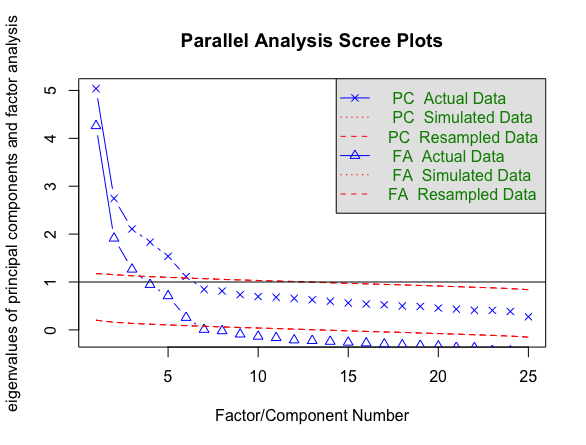 Parallel Analysis Scree Plots
eigenvalues of principal components and factor analysis
5
4
3
2
1
0
PC Actual Data
PC Simulated Data
PC Resampled Data
FA Actual Data
FA Simulated Data
FA Resampled Data
5 10 15 20 25
Factor/Component Number